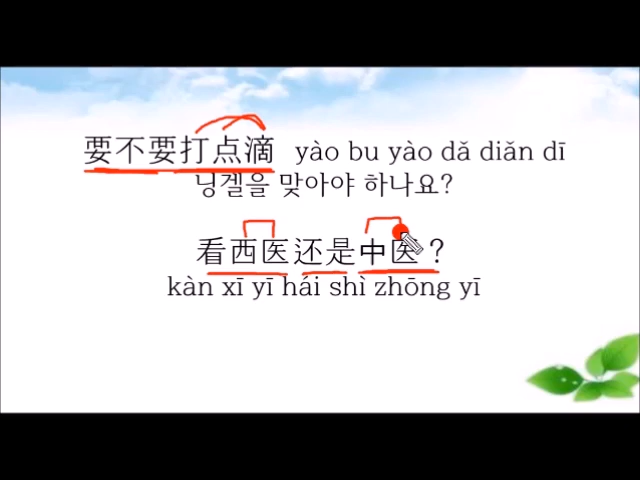 要不要打点滴 yào bu yào dǎ diǎn dī
닝겔을 맞아야 하나요?
看西医还是中医？
kàn xī yī hái shì zhōng yī